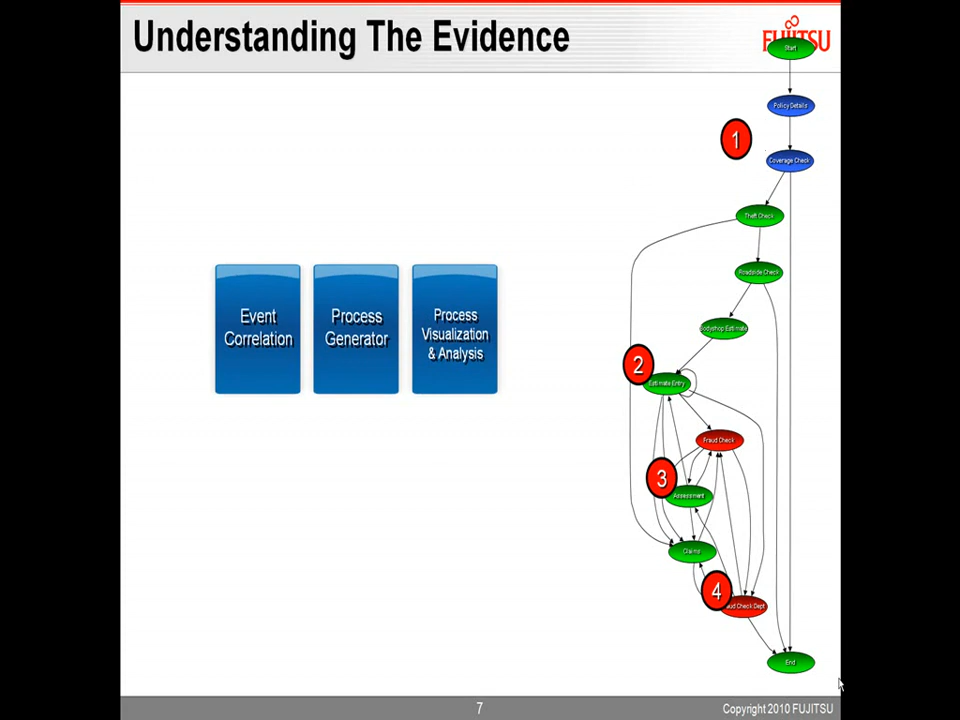 Understanding The Evidence
FUJITSU
Start
Policy Details
1
Coverage Check
Theft Check
Roadside Check
Event
Correlation
Process
Generator
Process
Visualization
& Analysis
Bodyshop Estimate
2
Estimate Entry
Fraud Check
3
Assessment
Claims
4
Check Dept
End
7
Copyright 2010 FUJITSU